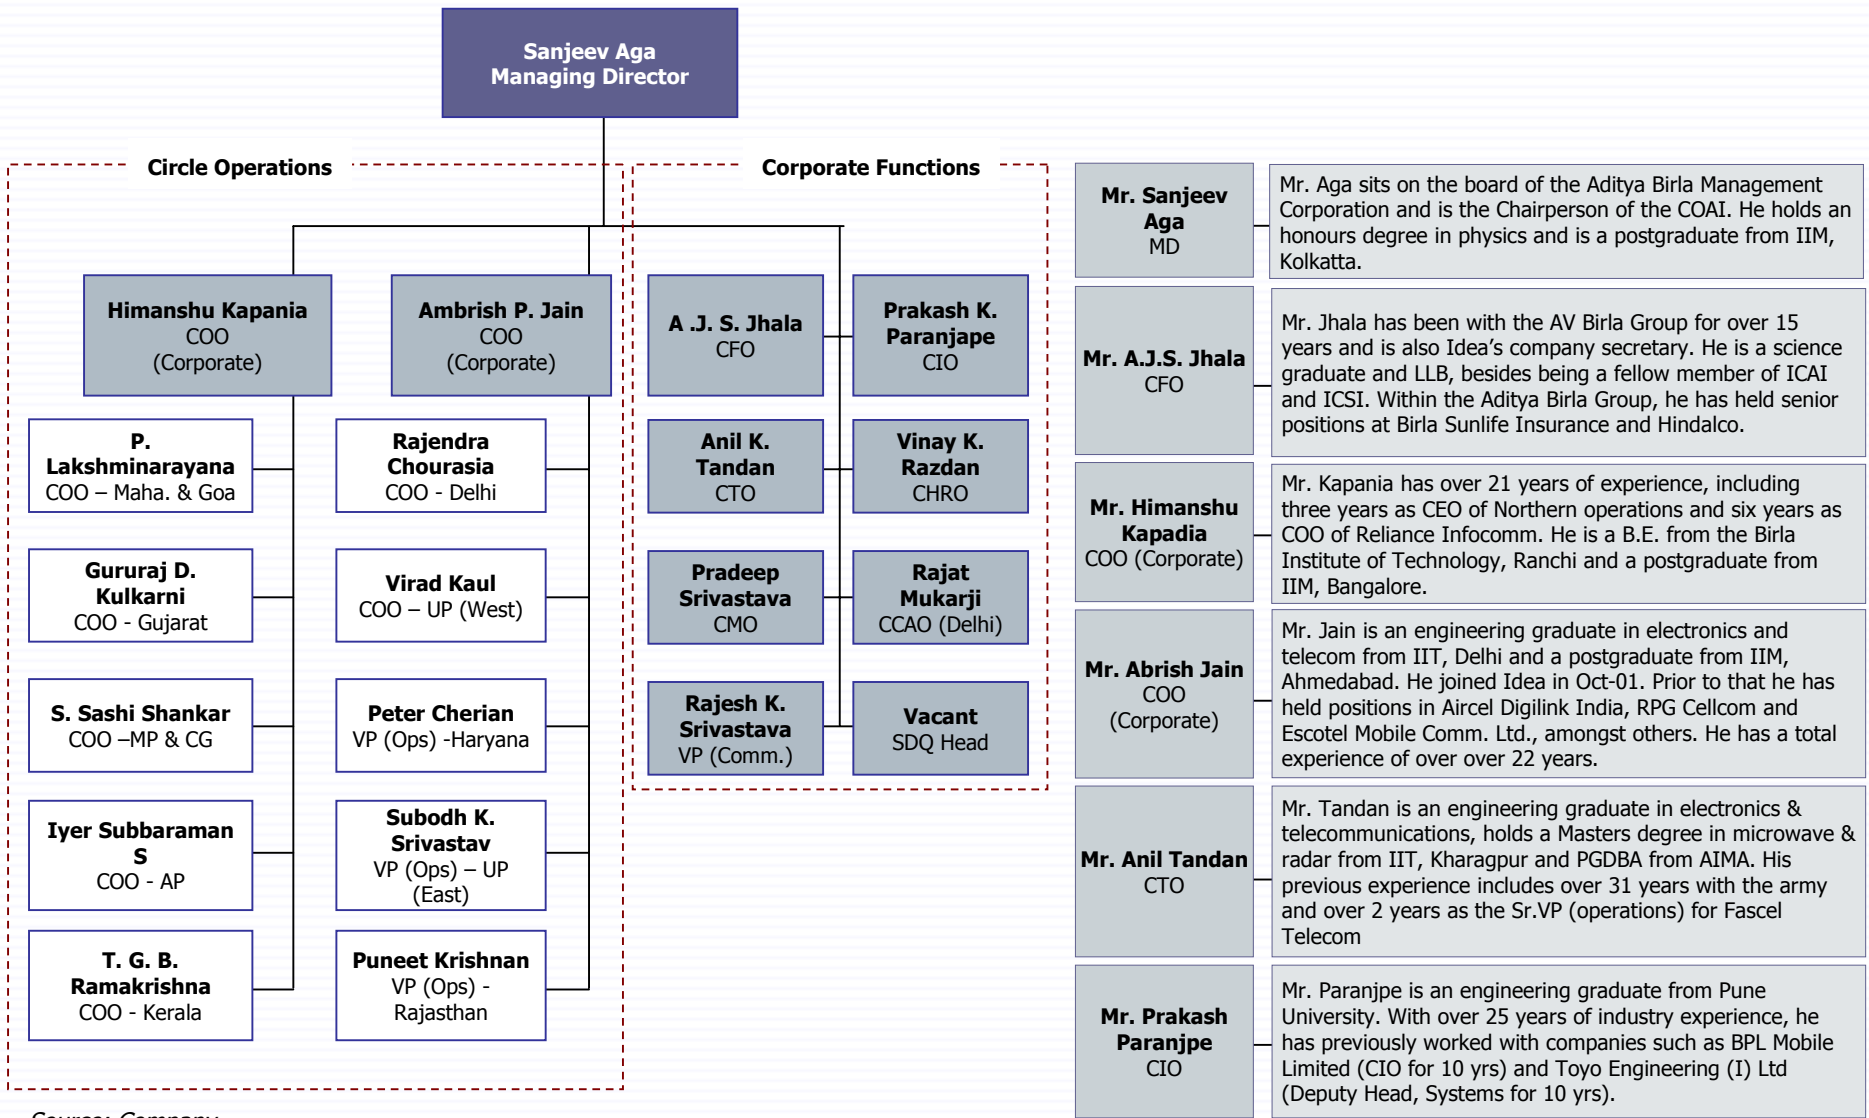 Sanjeev Aga
Managing Director
Circle Operations
Corporate Functions
Himanshu Kapania
COO
(Corporate)
Ambrish P. Jain
COO
(Corporate)
A .J. S. Jhala
CFO
Prakash K.
Paranjape
CIO
P.
Lakshminarayana
COO – Maha. & Goa
Rajendra
Chourasia
COO - Delhi
Anil K.
Tandan
CTO
Vinay K.
Razdan
CHRO
Gururaj D.
Kulkarni
COO - Gujarat
Virad Kaul
COO – UP (West)
Pradeep
Srivastava
CMO
Rajat
Mukarji
CCAO (Delhi)
S. Sashi Shankar
COO –MP & CG
Peter Cherian
VP (Ops) -Haryana
Rajesh K.
Srivastava
VP (Comm.)
Vacant
SDQ Head
Iyer Subbaraman
S
COO - AP
Subodh K.
Srivastav
VP (Ops) – UP
(East)
T. G. B.
Ramakrishna
COO - Kerala
Puneet Krishnan
VP (Ops) -
Rajasthan
Mr. Sanjeev
Aga
MD
Mr. Aga sits on the board of the Aditya Birla Management
Corporation and is the Chairperson of the COAI. He holds an
honours degree in physics and is a postgraduate from IIM,
Kolkatta.
Mr. A.J.S. Jhala
CFO
Mr. Jhala has been with the AV Birla Group for over 15
years and is also Idea’s company secretary. He is a science
graduate and LLB, besides being a fellow member of ICAI
and ICSI. Within the Aditya Birla Group, he has held senior
positions at Birla Sunlife Insurance and Hindalco.
Mr. Himanshu
Kapadia
COO (Corporate)
Mr. Kapania has over 21 years of experience, including
three years as CEO of Northern operations and six years as
COO of Reliance Infocomm. He is a B.E. from the Birla
Institute of Technology, Ranchi and a postgraduate from
IIM, Bangalore.
Mr. Abrish Jain
COO
(Corporate)
Mr. Jain is an engineering graduate in electronics and
telecom from IIT, Delhi and a postgraduate from IIM,
Ahmedabad. He joined Idea in Oct-01. Prior to that he has
held positions in Aircel Digilink India, RPG Cellcom and
Escotel Mobile Comm. Ltd., amongst others. He has a total
experience of over over 22 years.
Mr. Anil Tandan
CTO
Mr. Tandan is an engineering graduate in electronics &
telecommunications, holds a Masters degree in microwave &
radar from IIT, Kharagpur and PGDBA from AIMA. His
previous experience includes over 31 years with the army
and over 2 years as the Sr.VP (operations) for Fascel
Telecom
Mr. Prakash
Paranjpe
CIO
Mr. Paranjpe is an engineering graduate from Pune
University. With over 25 years of industry experience, he
has previously worked with companies such as BPL Mobile
Limited (CIO for 10 yrs) and Toyo Engineering (I) Ltd
(Deputy Head, Systems for 10 yrs).
Source: Company